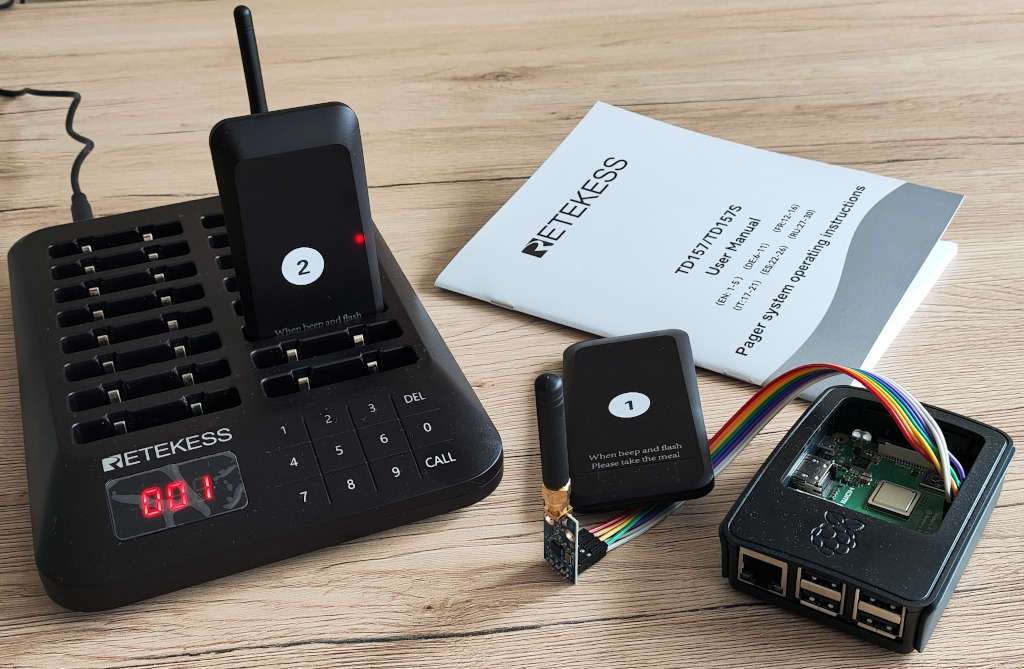 2
When beep and flash
RETEKESS
001
1
2
3
DEL
4
5
6
0
7
8
9
CALL
RETEKESS
TD157/TD157S
User Manual
(EN: 1-5) (DE:6-11) (FR:12-16)
(IT:17-21) (ES:22-26) (RU:27-30)
Pager system operating instructions
1
When beep and flash
Please take the meal
HDMI